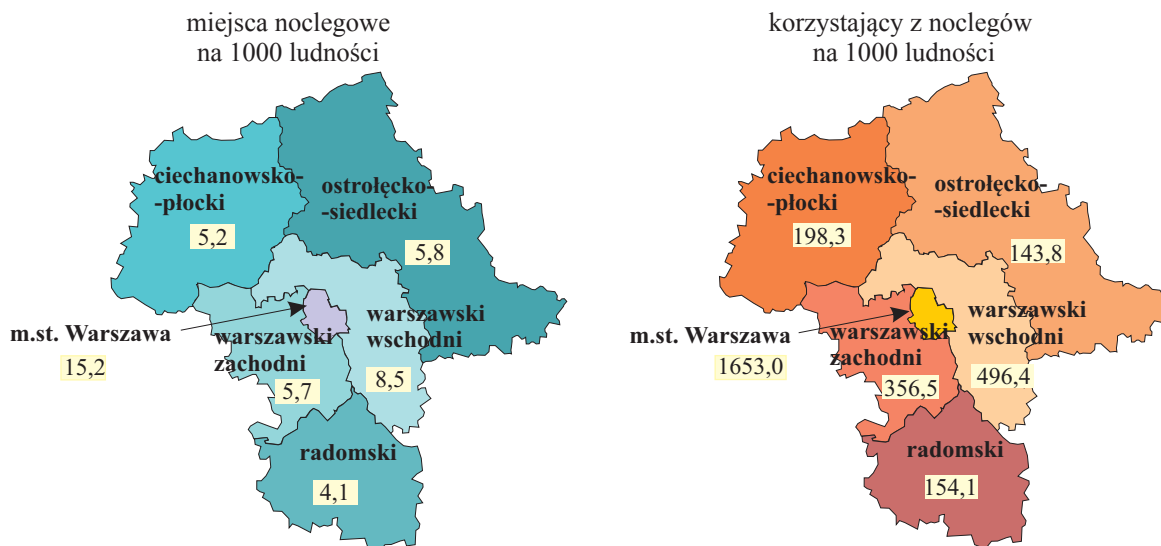 miejsca noclegowe
na 1000 ludności
ciechanowsko-
-płocki
5,2
ostrołęcko-
-siedlecki
5,8
m.st. Warszawa
15,2
warszawski
zachodni
5,7
warszawski
wschodni
8,5
radomski
4,1
korzystający z noclegów
na 1000 ludności
ciechanowsko-
-płocki
198,3
ostrołęcko-
-siedlecki
143,8
m.st. Warszawa
1653,0
warszawski
zachodni
356,5
warszawski
wschodni
496,4
radomski
154,1